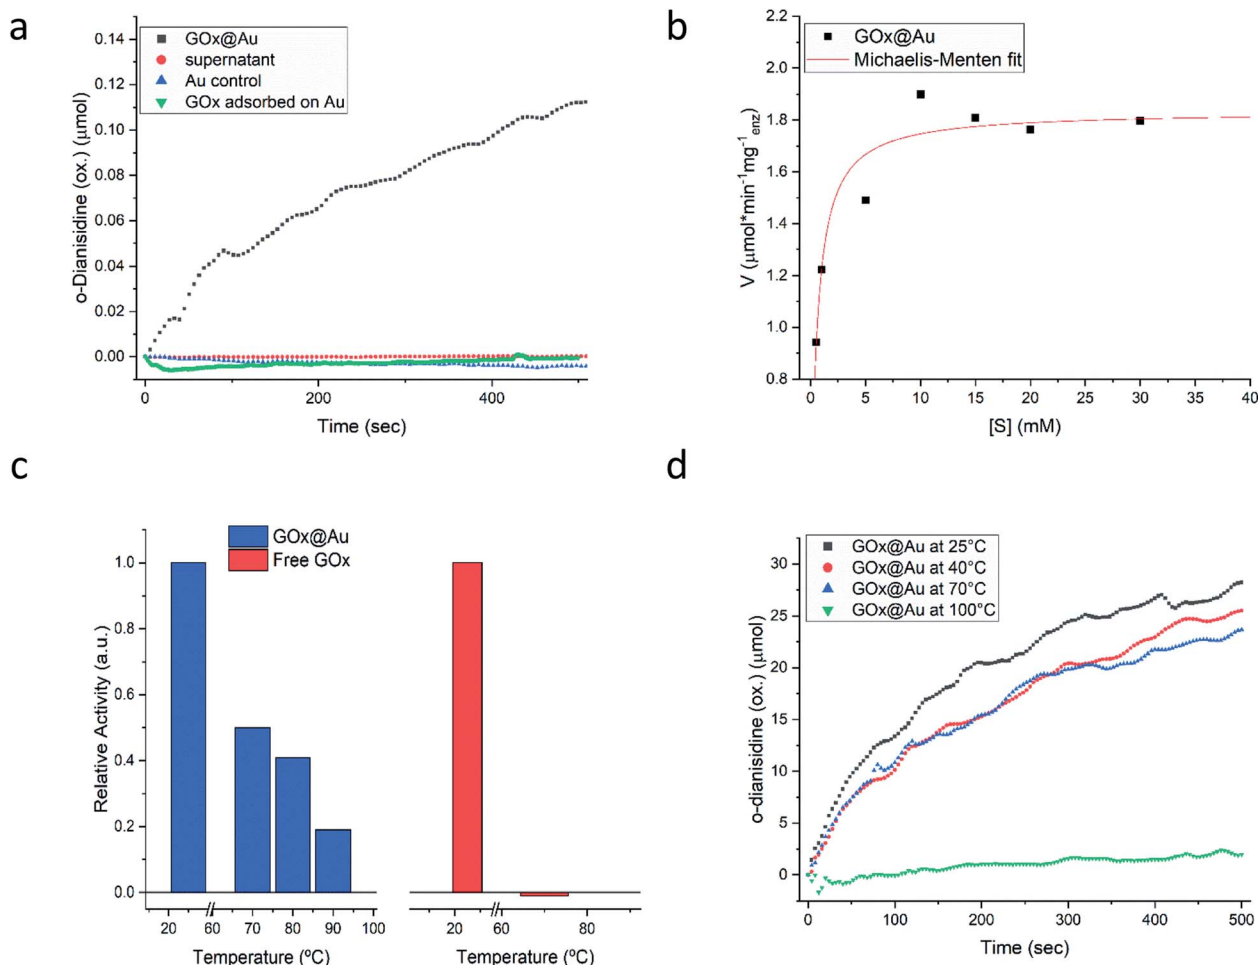 a
GOx@Au
supernatant
Au control
GOx adsorbed on Au
0.14
0.12
0.10
0.08
0.06
0.04
0.02
0.00
o-Dianisidine (ox.) (μmol)
0 200 400
Time (sec)
b
GOx@Au
Michaelis-Menten fit
2.2
2.0
1.8
1.6
1.4
1.2
1.0
0.8
V (μmol*min⁻¹mg⁻¹enz)
0 5 10 15 20 25 30 35 40
[S] (mM)
c
GOx@Au
Free GOx
1.0
0.8
0.6
0.4
0.2
0.0
Relative Activity (a.u.)
20 60 70 80 90 100
Temperature (ºC)
20 60 80
Temperature (ºC)
d
GOx@Au at 25°C
GOx@Au at 40°C
GOx@Au at 70°C
GOx@Au at 100°C
30
25
20
15
10
5
0
o-dianisidine (ox.) (μmol)
0 100 200 300 400 500
Time (sec)